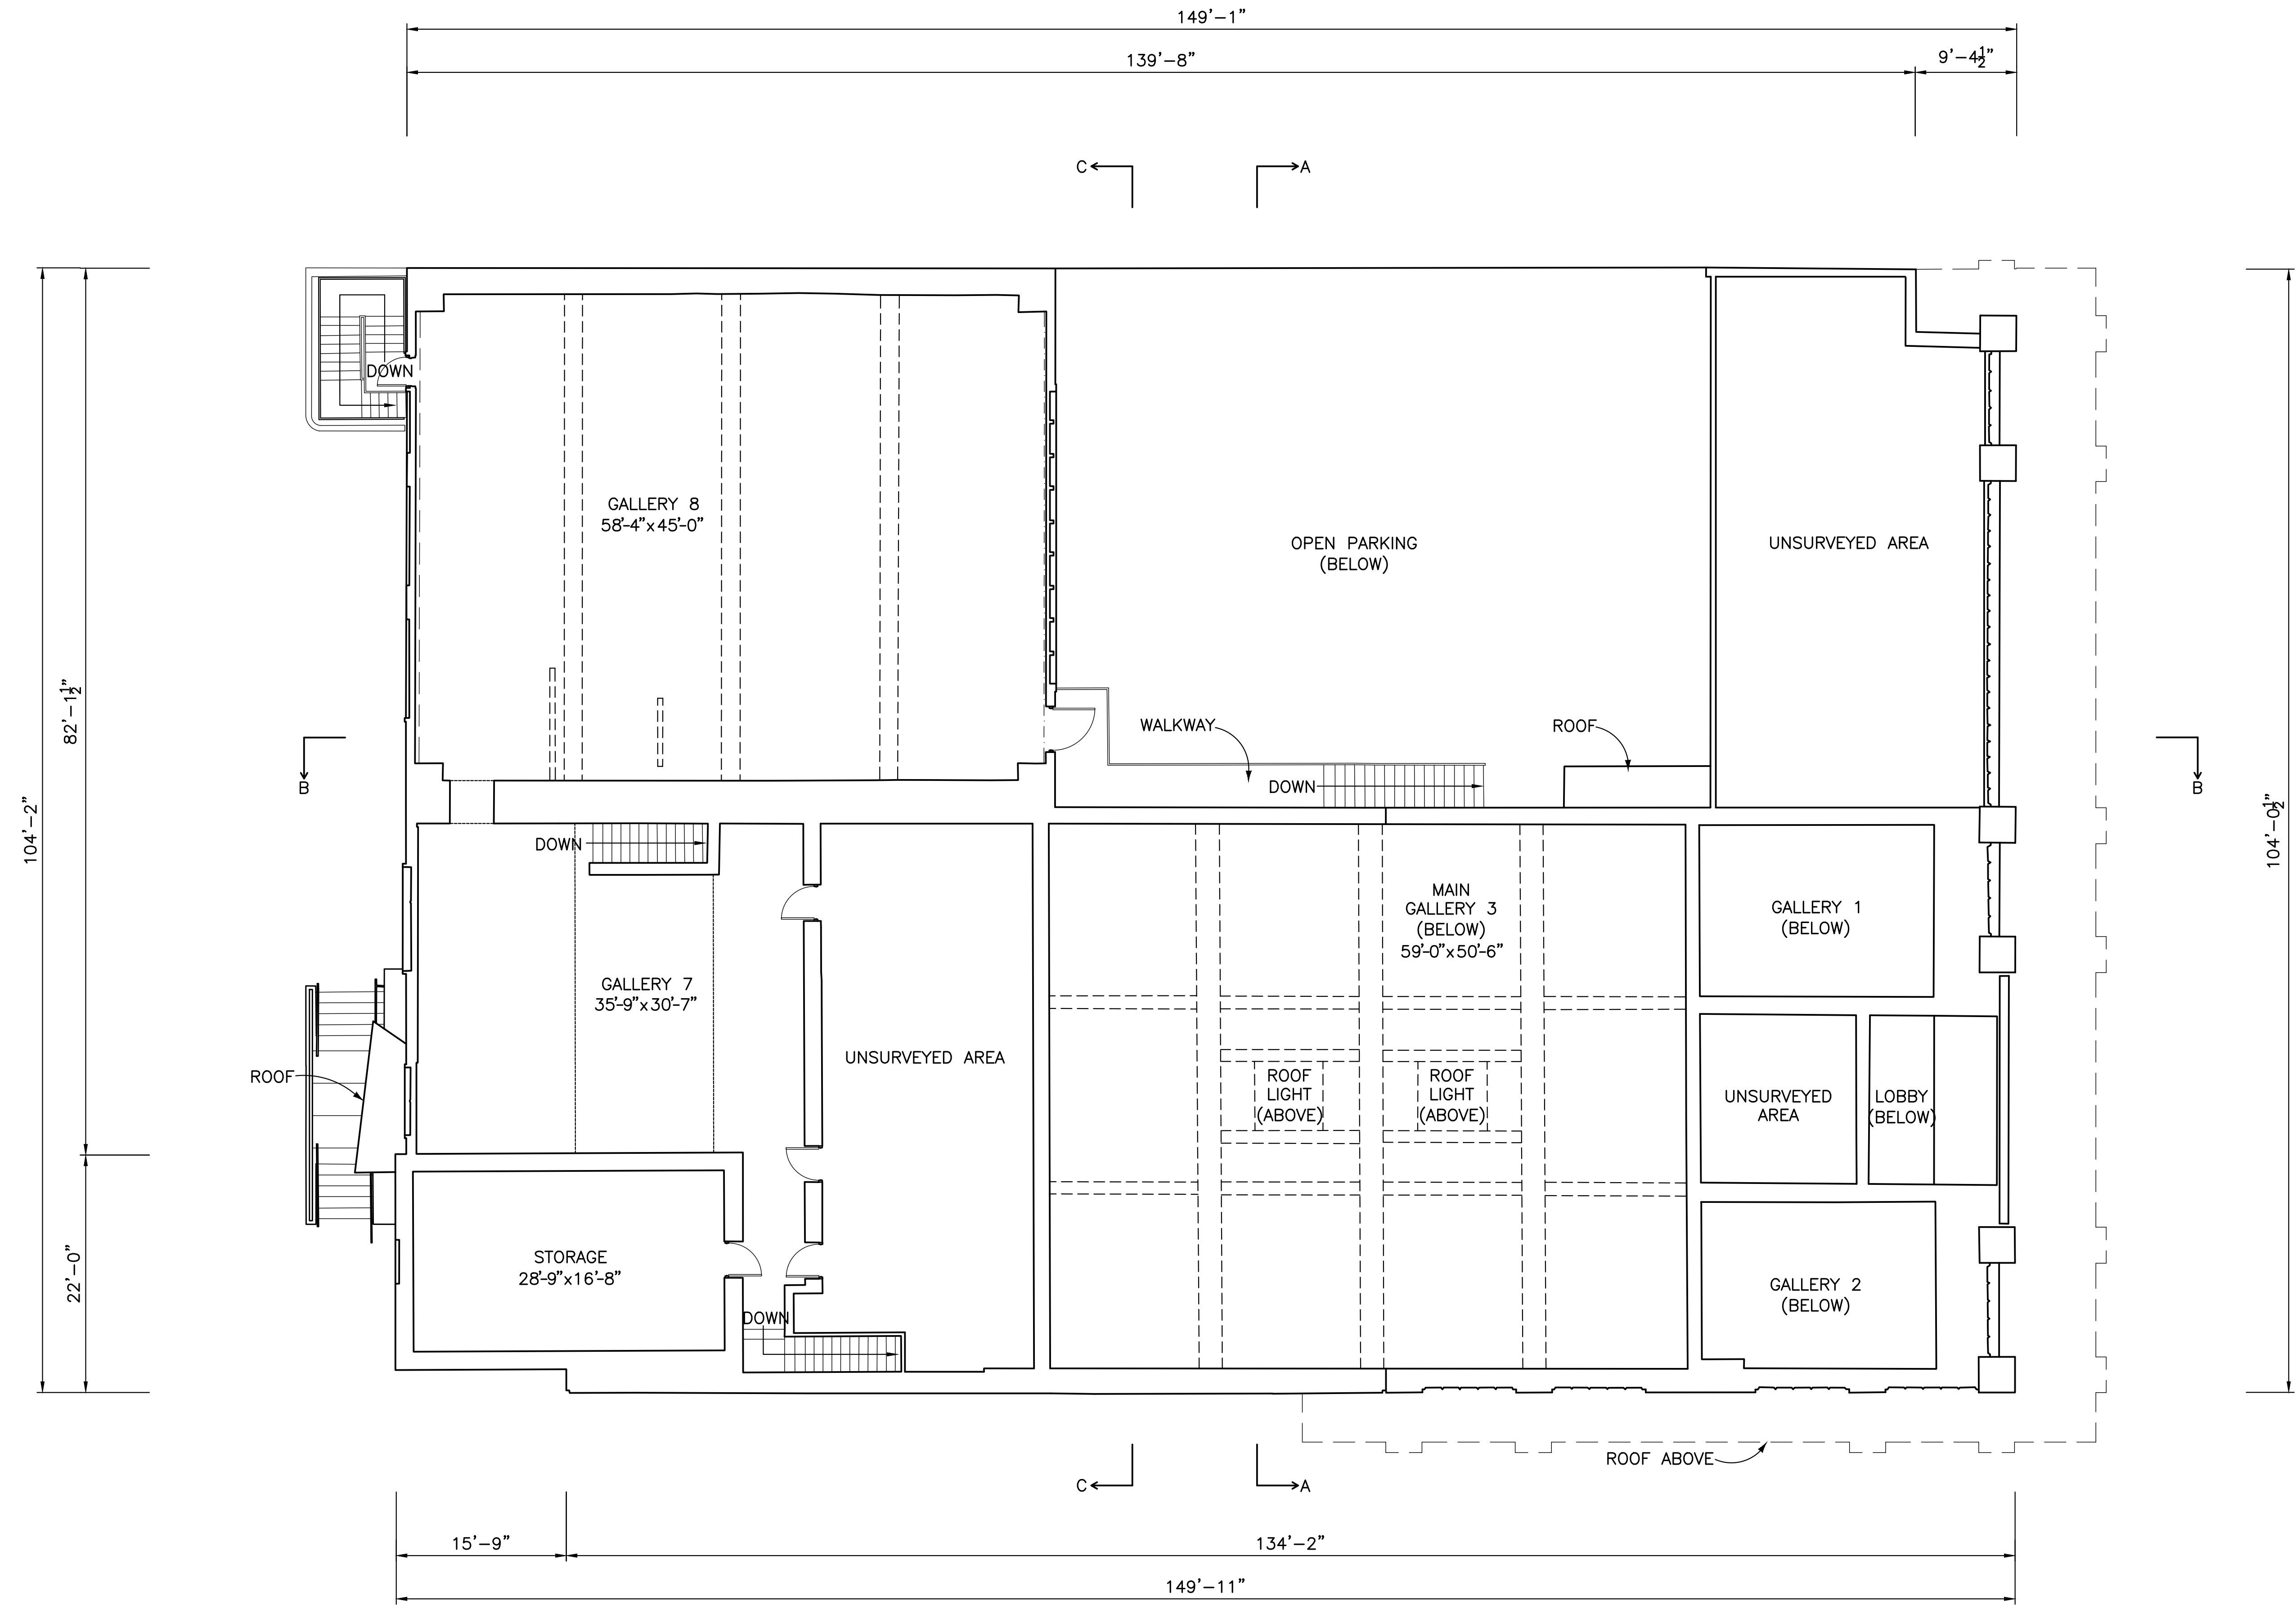 149'-1"
139'-8"
9'-4½"
C
A
DOWN
GALLERY 8
58'-4"x45'-0"
OPEN PARKING
(BELOW)
UNSURVEYED AREA
82'-1½"
104'-2"
B
WALKWAY
ROOF
DOWN
B
104'-0½"
DOWN
MAIN
GALLERY 3
(BELOW)
59'-0"x50'-6"
GALLERY 1
(BELOW)
GALLERY 7
35'-9"x30'-7"
UNSURVEYED AREA
ROOF
ROOF
LIGHT
(ABOVE)
ROOF
LIGHT
(ABOVE)
UNSURVEYED
AREA
LOBBY
(BELOW)
22'-0"
STORAGE
28'-9"x16'-8"
DOWN
GALLERY 2
(BELOW)
ROOF ABOVE
C
A
15'-9"
134'-2"
149'-11"